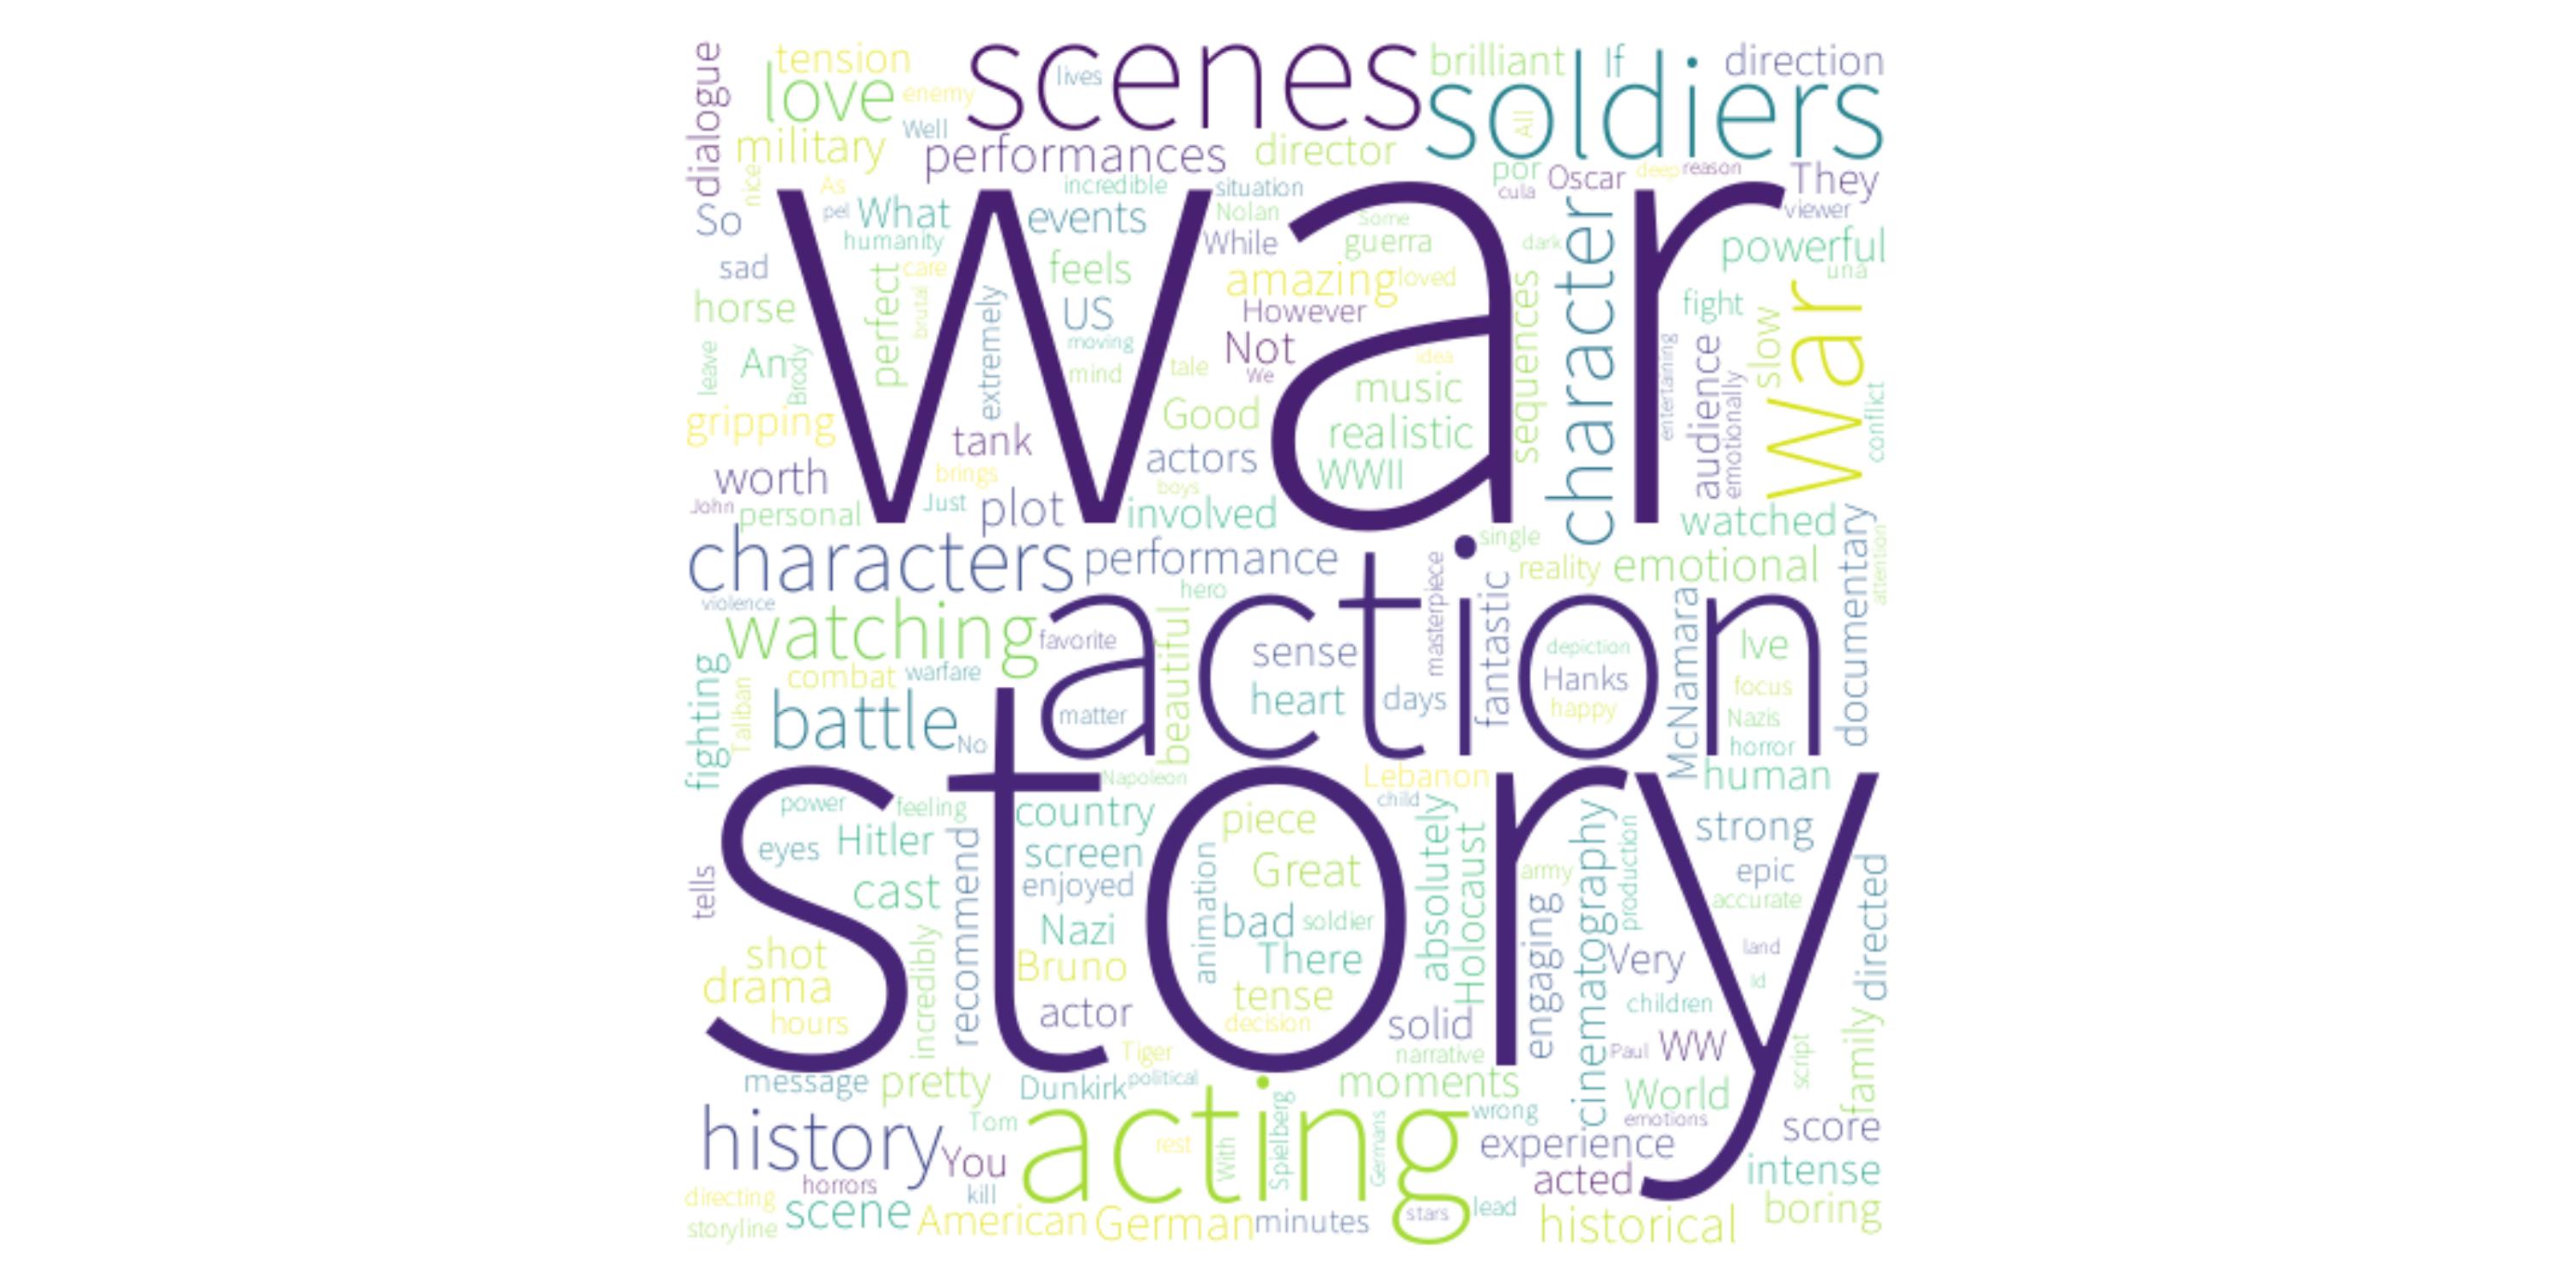 dialogue
tension
love
enemy
lives
scenes
brilliant
If
direction
soldiers
All
military
Well
performances
director
nice
As
incredible
situation
por
cula
Oscar
deep
reason
They
So
pel
What
events
Nolan
Some
viewer
humanity
While
guerra
dark
character
powerful
una
sad
perfect
care
feels
amazing
loved
war
horse
brutal
extremely
US
However
sequences
fight
slow
War
leave
And
Brody
moving
Not
idea
entertaining
audience
emotionally
conflict
mind
tale
We
music
gripping
tank
Good
realistic
worth
brings
actors
WWII
John
personal
Just
plot
boys
involved
watched
characters
performance
single
reality
emotional
documentary
attention
violence
hero
masterpiece
fantastic
action
watching
favorite
beautiful
sense
depiction
McNamara
Ive
fighting
Taliban
combat
warfare
heart
days
Hanks
happy
focus
Nazis
horror
battle
No
matter
story
Napoleon
Lebanon
child
human
power
feeling
country
piece
absolutely
Holocaust
cinematography
production
strong
eyes
Hitler
screen
Great
army
epic
accurate
tells
cast
recommend
enjoyed
animation
bad
soldier
engaging
directed
Nazi
There
Very
land
shot
drama
hours
incredibly
Bruno
tense
decision
Id
children
actor
solid
Tiger
narrative
Paul
WW
script
family
message
pretty
Dunkirk
political
moments
World
emotions
history
Tom
acting
rest
With
Spielberg
Germans
wrong
experience
score
You
horrors
kill
acted
intense
directing
storyline
scene
American
German
minutes
stars
lead
historical
boring